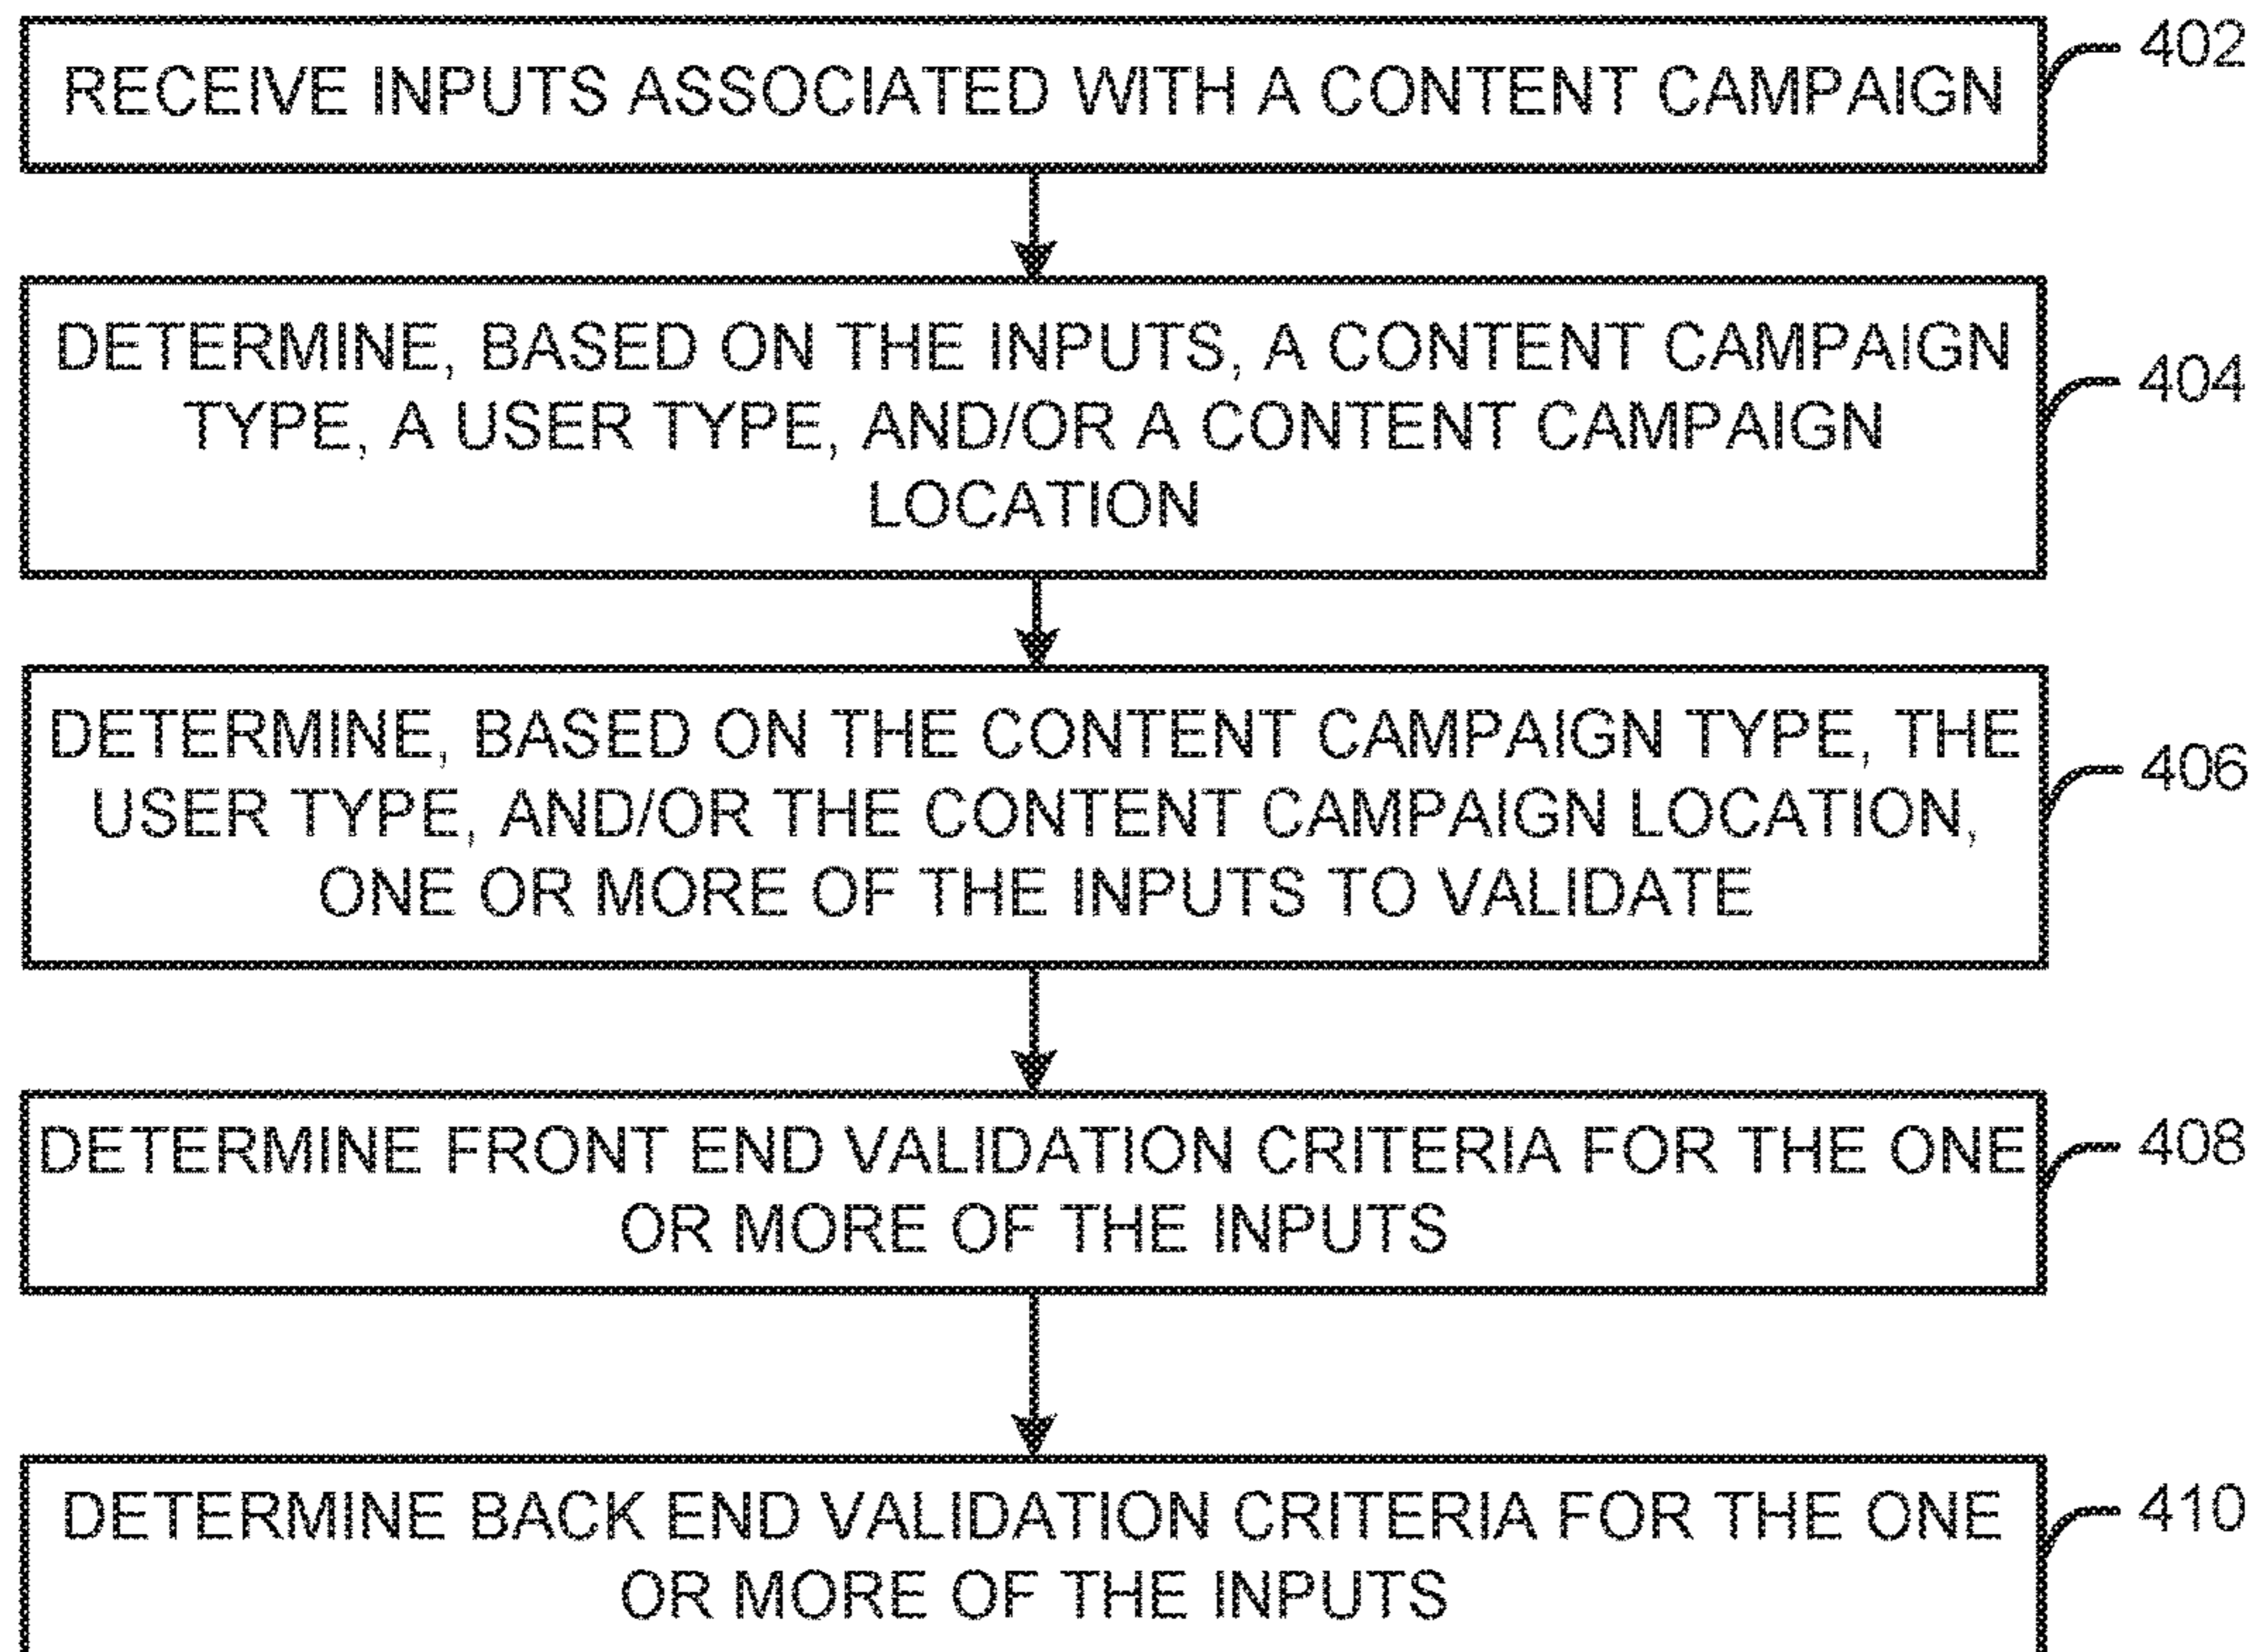 RECEIVE INPUTS ASSOCIATED WITH A CONTENT CAMPAIGN
402
DETERMINE, BASED ON THE INPUTS, A CONTENT CAMPAIGN
TYPE, A USER TYPE, AND/OR A CONTENT CAMPAIGN
LOCATION
404
DETERMINE, BASED ON THE CONTENT CAMPAIGN TYPE, THE
USER TYPE, AND/OR THE CONTENT CAMPAIGN LOCATION,
ONE OR MORE OF THE INPUTS TO VALIDATE
406
DETERMINE FRONT END VALIDATION CRITERIA FOR THE ONE
OR MORE OF THE INPUTS
408
DETERMINE BACK END VALIDATION CRITERIA FOR THE ONE
OR MORE OF THE INPUTS
410